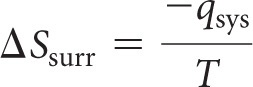 ΔS_surr = −q_sys / T